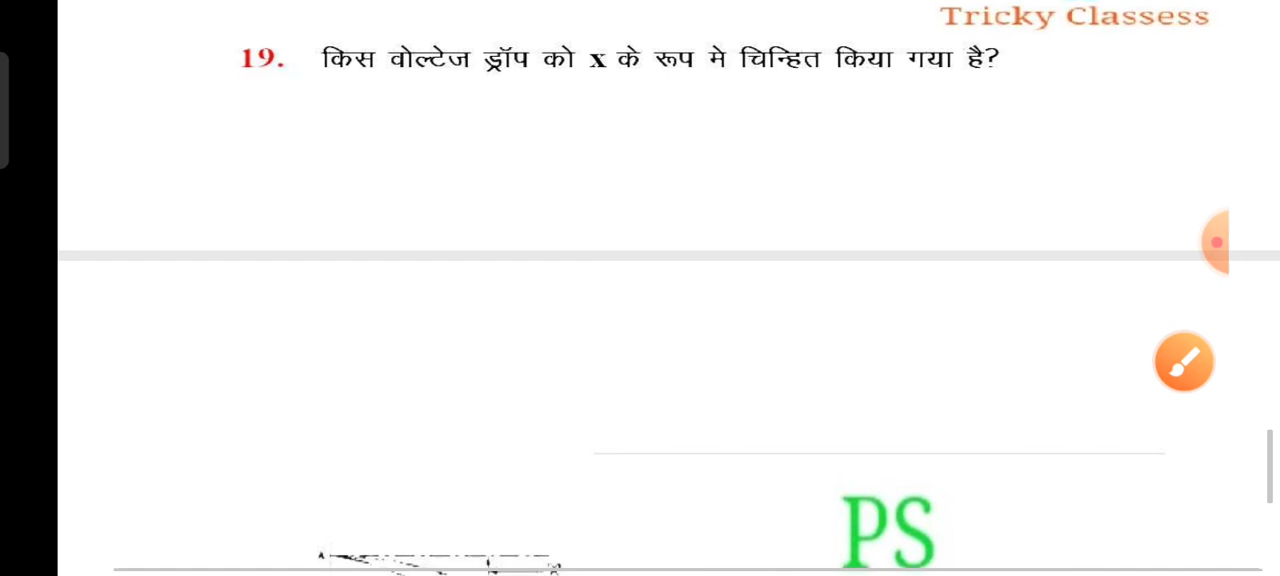 Tricky Classess
19. किस वोल्टेज ड्रॉप को x के रूप मे चिन्हित किया गया है?
PS